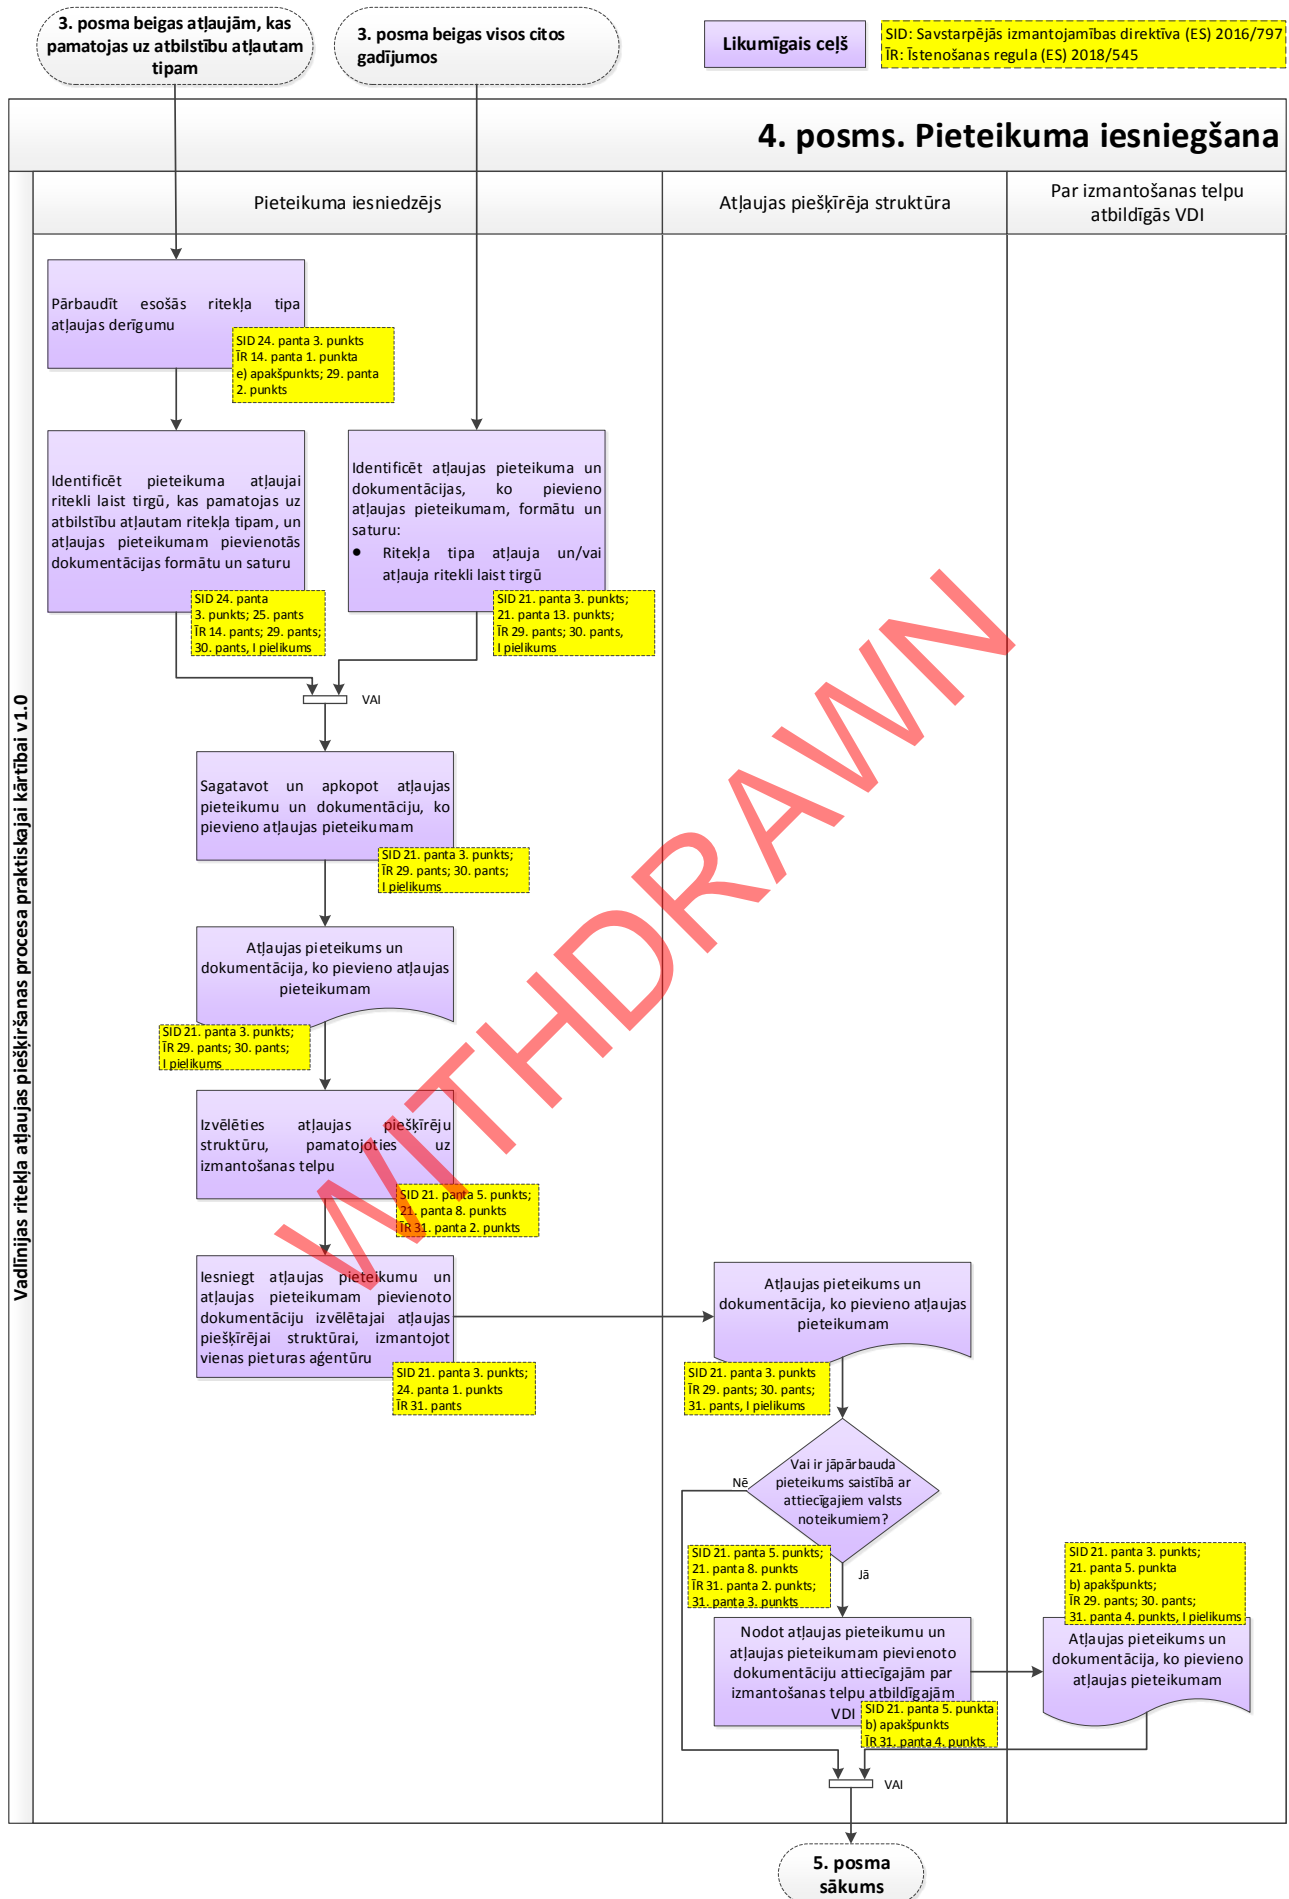 3. posma beigas atļaujām, kas
pamatojas uz atbilstību atļautam
tipam
3. posma beigas visos citos
gadījumos
Likumīgais ceļš
SID: Savstarpējās izmantojamības direktīva (ES) 2016/797
ĪR: Īstenošanas regula (ES) 2018/545
4. posms. Pieteikuma iesniegšana
Vadlīnijas ritekļa atļaujas piešķiršanas procesa praktiskajai kārtībai v1.0
Pieteikuma iesniedzējs
Atļaujas piešķīrēja struktūra
Par izmantošanas telpu
atbildīgās VDI
Pārbaudīt esošās ritekļa tipa
atļaujas derīgumu
SID 24. panta 3. punkts
ĪR 14. panta 1. punkta
e) apakšpunkts; 29. panta
2. punkts
Identificēt pieteikuma atļaujai
ritekli laist tirgū, kas pamatojas uz
atbilstību atļautam ritekļa tipam, un
atļaujas pieteikumam pievienotās
dokumentācijas formātu un saturu
SID 24. panta
3. punkts; 25. pants
ĪR 14. pants; 29. pants;
30. pants, I pielikums
Identificēt atļaujas pieteikuma un
dokumentācijas, ko pievieno
atļaujas pieteikumam, formātu un
saturu:
● Ritekļa tipa atļauja un/vai
atļauja ritekli laist tirgū
SID 21. panta 3. punkts;
21. panta 13. punkts;
ĪR 29. pants; 30. pants,
I pielikums
VAI
Sagatavot un apkopot atļaujas
pieteikumu un dokumentāciju, ko
pievieno atļaujas pieteikumam
SID 21. panta 3. punkts;
ĪR 29. pants; 30. pants;
I pielikums
Atļaujas pieteikums un
dokumentācija, ko pievieno atļaujas
pieteikumam
SID 21. panta 3. punkts;
ĪR 29. pants; 30. pants;
I pielikums
Izvēlēties atļaujas piešķīrēju
struktūru, pamatojoties uz
izmantošanas telpu
SID 21. panta 5. punkts;
21. panta 8. punkts
ĪR 31. panta 2. punkts
Iesniegt atļaujas pieteikumu un
atļaujas pieteikumam pievienoto
dokumentāciju izvēlētajai atļaujas
piešķīrējai struktūrai, izmantojot
vienas pieturas aģentūru
SID 21. panta 3. punkts;
24. panta 1. punkts
ĪR 31. pants
Atļaujas pieteikums un
dokumentācija, ko pievieno atļaujas
pieteikumam
SID 21. panta 3. punkts
ĪR 29. pants; 30. pants;
31. pants, I pielikums
Vai ir jāpārbauda
pieteikums saistībā ar
attiecīgajiem valsts
noteikumiem?
Nē
Jā
SID 21. panta 5. punkts;
21. panta 8. punkts
ĪR 31. panta 2. punkts;
31. panta 3. punkts
Nodot atļaujas pieteikumu un
atļaujas pieteikumam pievienoto
dokumentāciju attiecīgajām par
izmantošanas telpu atbildīgajām
VDI
SID 21. panta 5. punkta
b) apakšpunkts
ĪR 31. panta 4. punkts
SID 21. panta 3. punkts;
21. panta 5. punkta
b) apakšpunkts;
ĪR 29. pants; 30. pants;
31. panta 4. punkts, I pielikums
Atļaujas pieteikums un
dokumentācija, ko pievieno
atļaujas pieteikumam
VAI
5. posma
sākums
WITHDRAWN